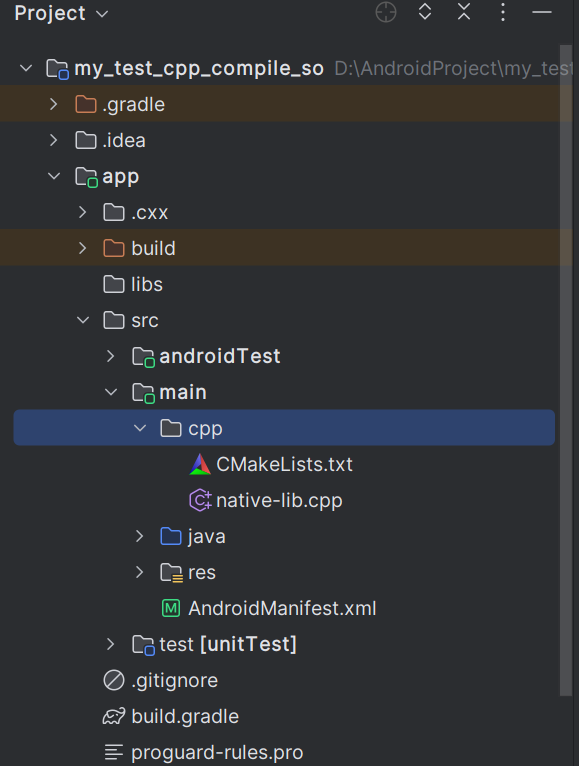 Project
my_test_cpp_compile_so D:\AndroidProject\my_test
.gradle
.idea
app
.cxx
build
libs
src
androidTest
main
cpp
CMakeLists.txt
native-lib.cpp
java
res
AndroidManifest.xml
test [unitTest]
.gitignore
build.gradle
proguard-rules.pro